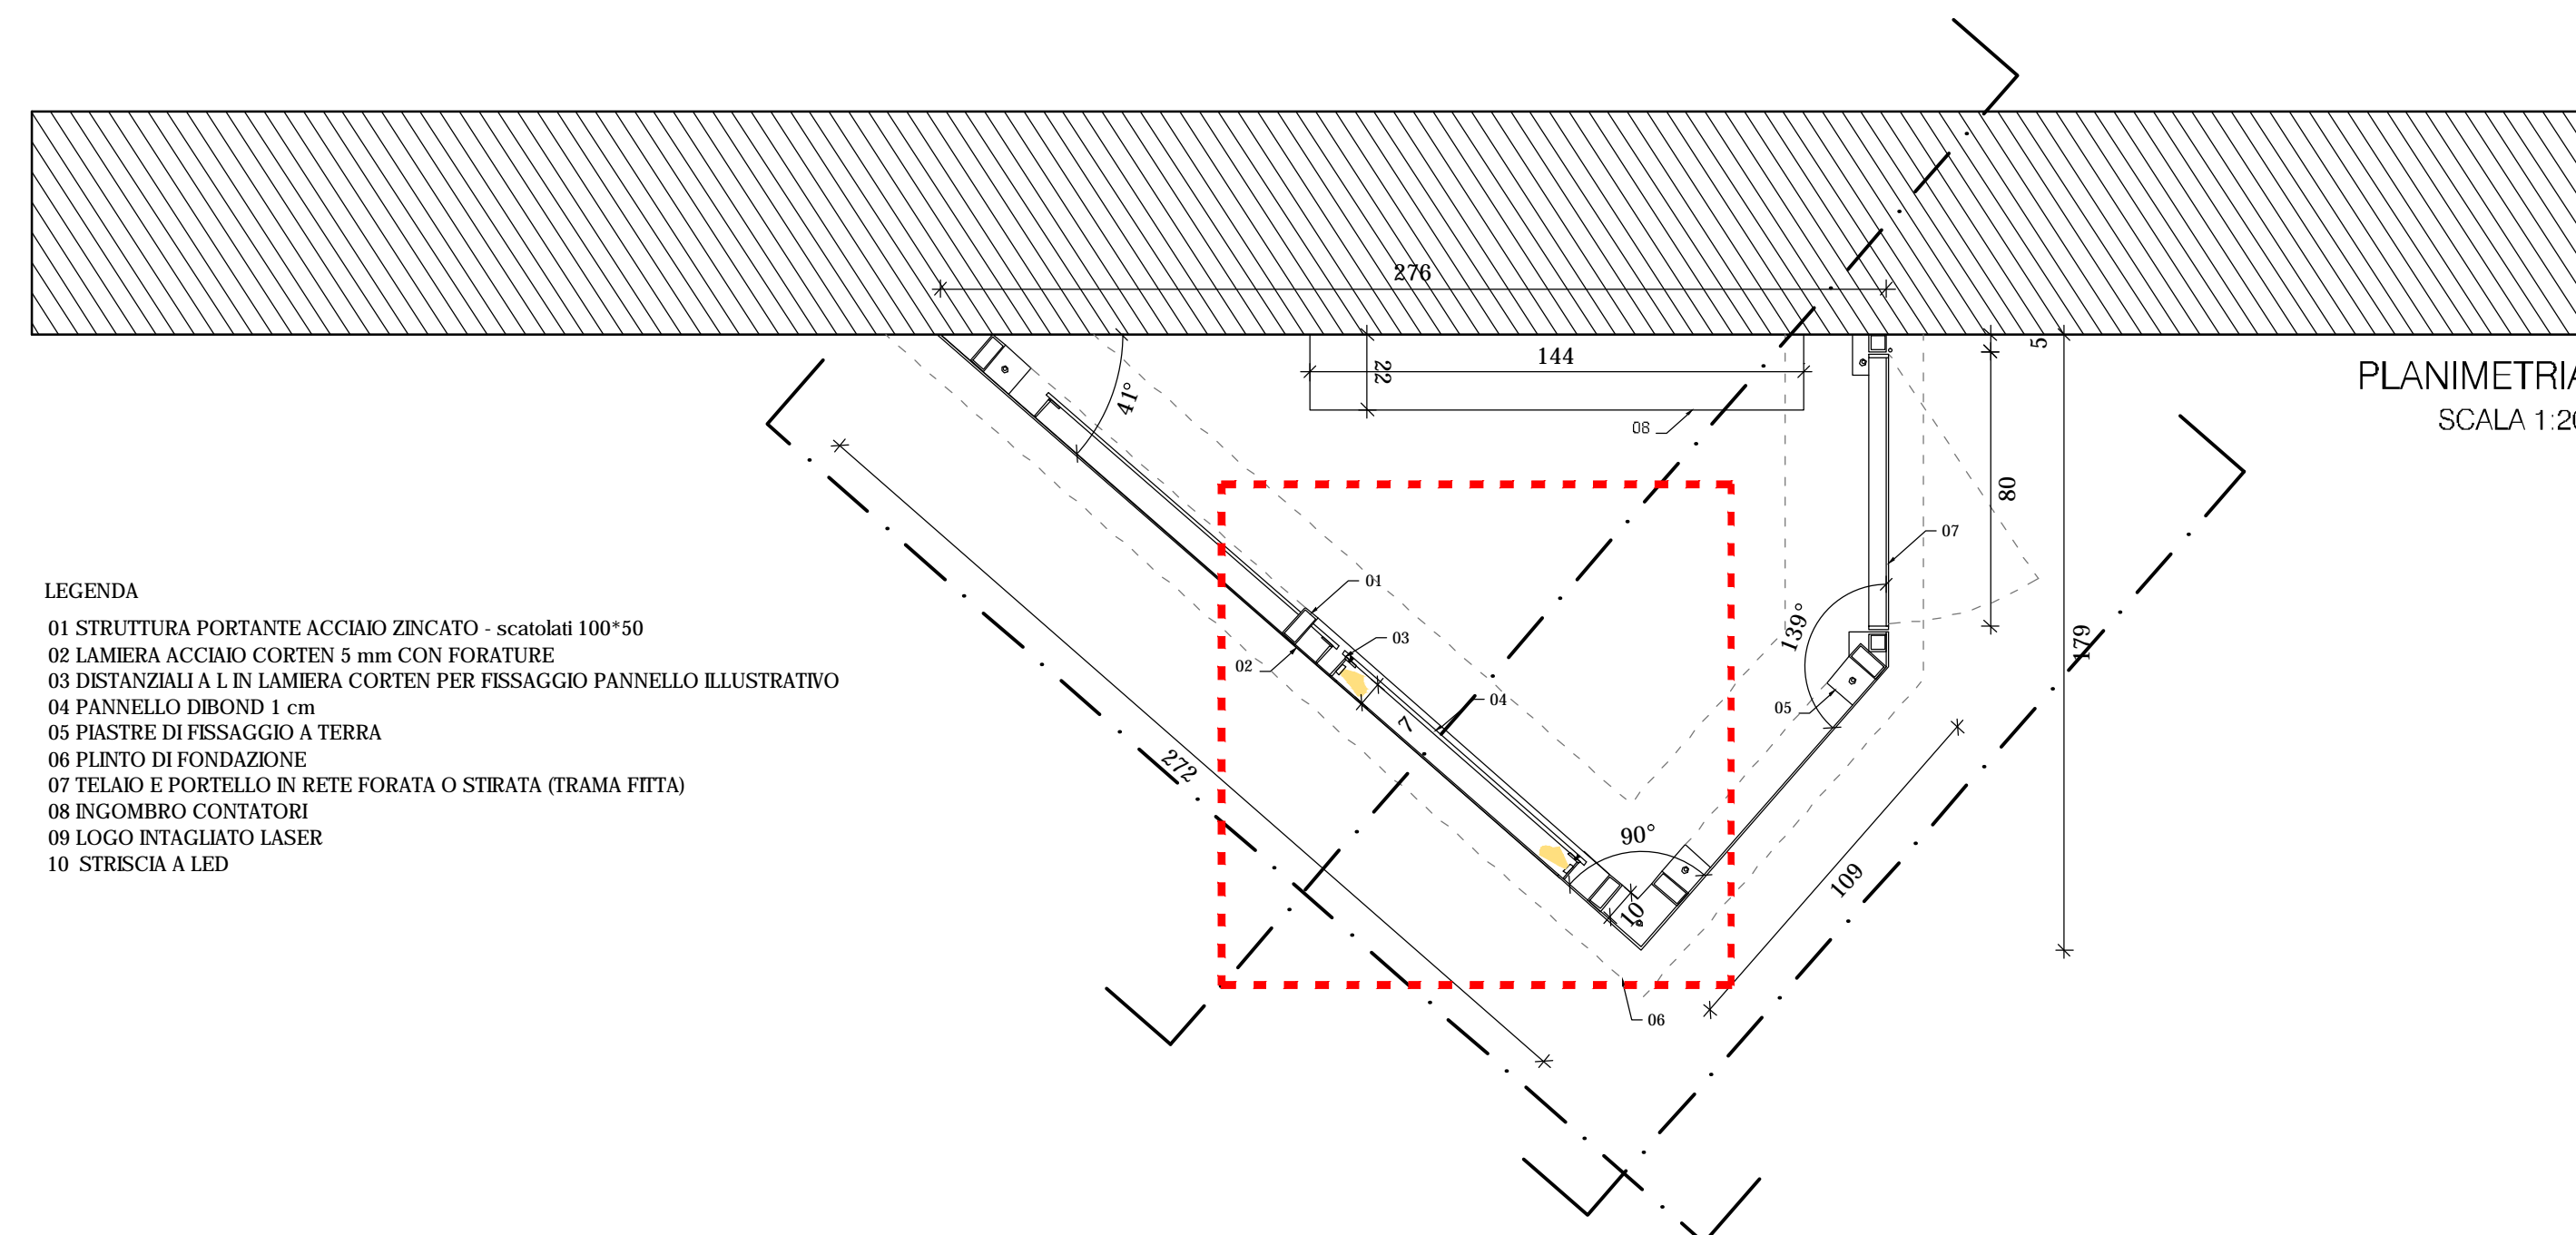 276
144
22
41°
08
5
PLANIMETRIA
SCALA 1:20
80
07
LEGENDA
01 STRUTTURA PORTANTE ACCIAIO ZINCATO - scatolati 100*50
02 LAMIERA ACCIAIO CORTEN 5 mm CON FORATURE
03 DISTANZIALI A L IN LAMIERA CORTEN PER FISSAGGIO PANNELLO ILLUSTRATIVO
04 PANNELLO DIBOND 1 cm
05 PIASTRE DI FISSAGGIO A TERRA
06 PLINTO DI FONDAZIONE
07 TELAIO E PORTELLO IN RETE FORATA O STIRATA (TRAMA FITTA)
08 INGOMBRO CONTATORI
09 LOGO INTAGLIATO LASER
10 STRISCIA A LED
01
03
02
139°
179
04
05
7
272
90°
109
10
06